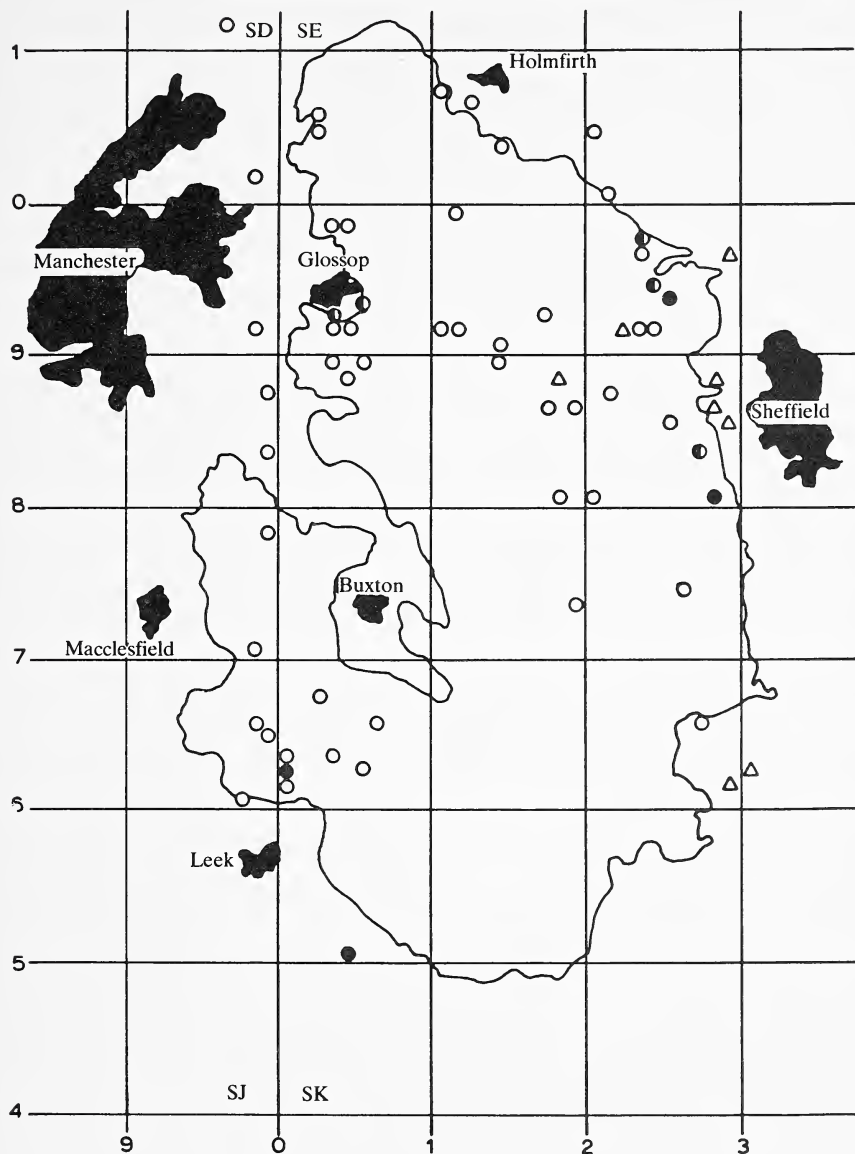 SD SE
1
Holmfirth
0
Manchester
Glossop
9
Sheffield
8
Buxton
Macclesfield
7
6
Leek
5
SJ SK
4
9 0 1 2 3